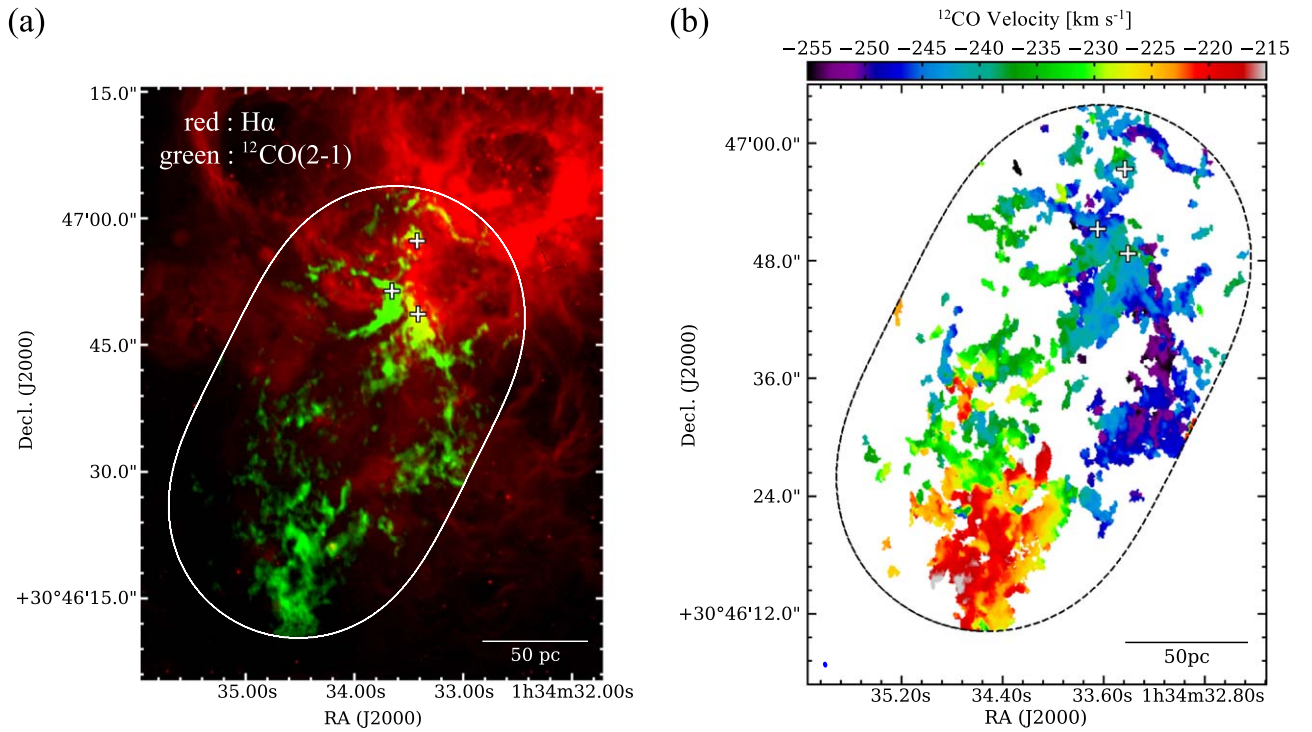 (a)
red : Hα
green : ¹²CO(2-1)
15.0"
47'00.0"
45.0"
30.0"
+30°46'15.0"
Decl. (J2000)
50 pc
35.00s 34.00s 33.00s 1h34m32.00s
RA (J2000)
(b)
¹²CO Velocity [km s⁻¹]
−255 −250 −245 −240 −235 −230 −225 −220 −215
47'00.0"
48.0"
36.0"
24.0"
+30°46'12.0"
Decl. (J2000)
50pc
35.20s 34.40s 33.60s 1h34m32.80s
RA (J2000)